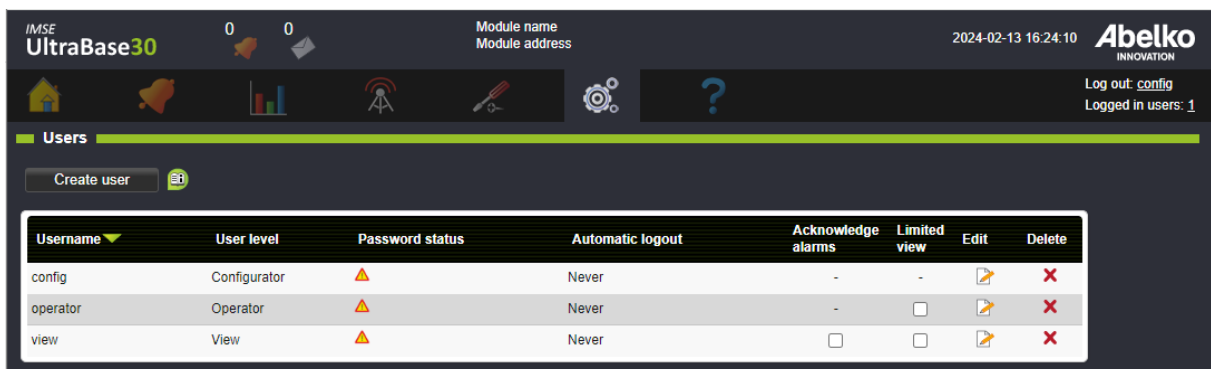 IMSE
UltraBase30
0 0
Module name
Module address
2024-02-13 16:24:10
Abelko
INNOVATION
Log out: config
Logged in users: 1
Users
Create user
Username User level Password status Automatic logout Acknowledge alarms Limited view Edit Delete
config Configurator Never - -
operator Operator Never -
view View Never